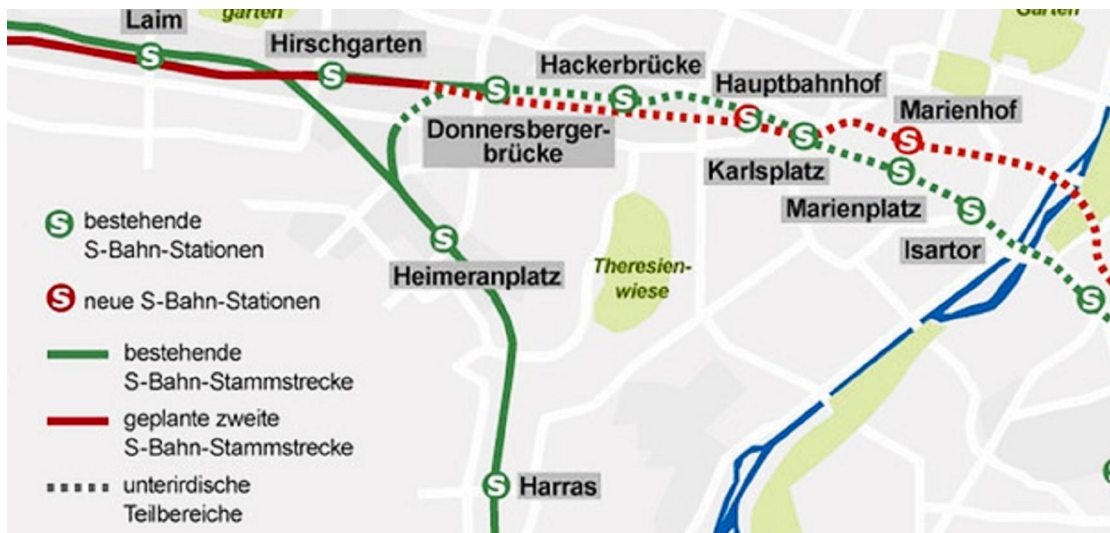 garten
Garten
Laim
Hirschgarten
Hackerbrücke
Hauptbahnhof
Marienhof
Donnersberger-
brücke
Karlsplatz
Marienplatz
Isartor
S bestehende
S-Bahn-Stationen
Heimeranplatz
Theresien-
wiese
S neue S-Bahn-Stationen
bestehende
S-Bahn-Stammstrecke
geplante zweite
S-Bahn-Stammstrecke
unterirdische
Teilbereiche
S Harras